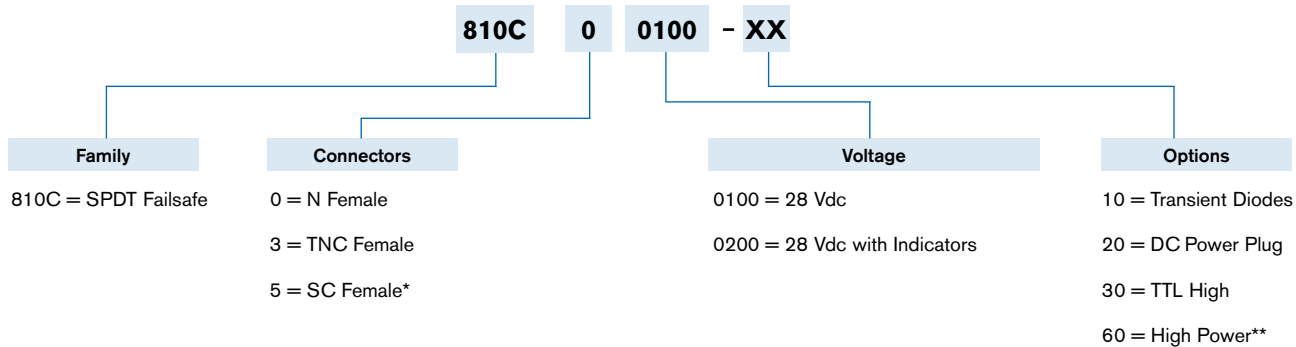 810C 0 0100 – XX
Family Connectors Voltage Options
810C = SPDT Failsafe 0 = N Female 0100 = 28 Vdc 10 = Transient Diodes
3 = TNC Female 0200 = 28 Vdc with Indicators 20 = DC Power Plug
5 = SC Female* 30 = TTL High
60 = High Power**